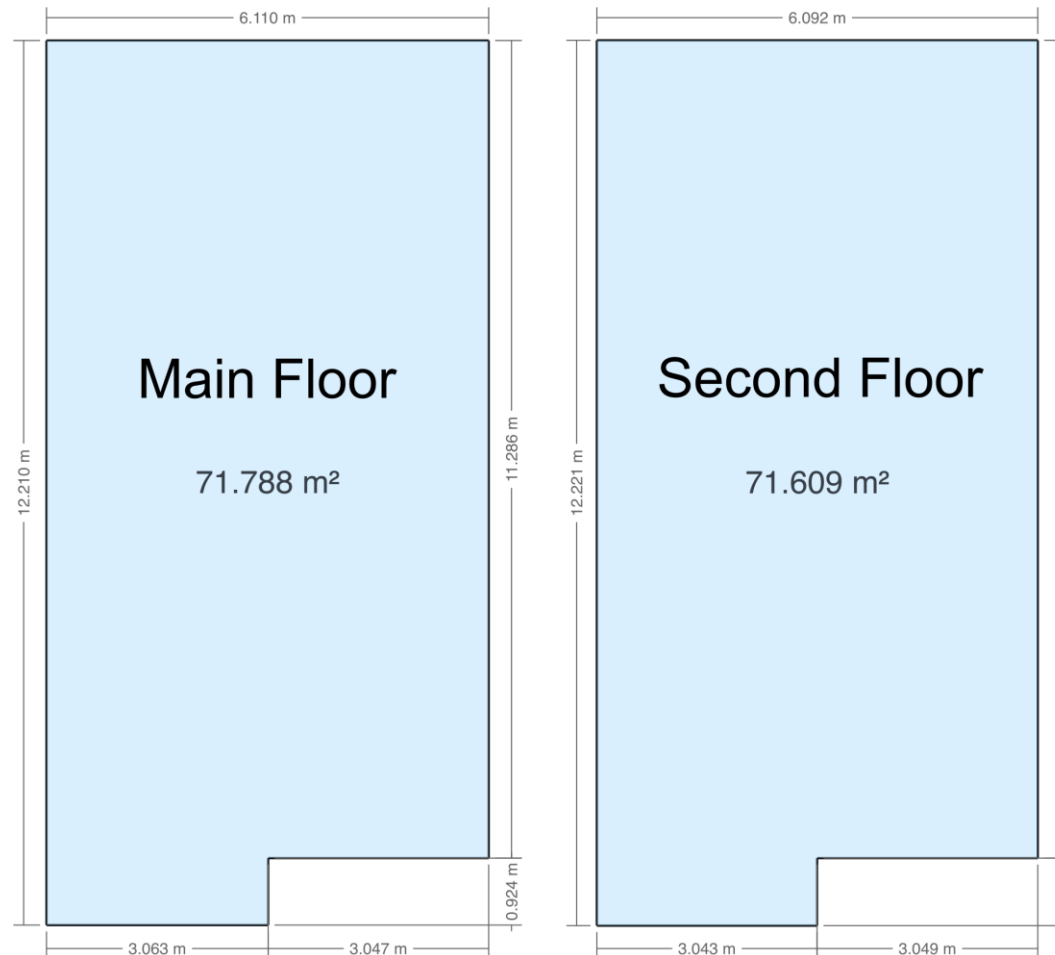 6.110 m
6.092 m
12.210 m
11.286 m
12.221 m
Main Floor
71.788 m²
Second Floor
71.609 m²
0.924 m
3.063 m
3.047 m
3.043 m
3.049 m